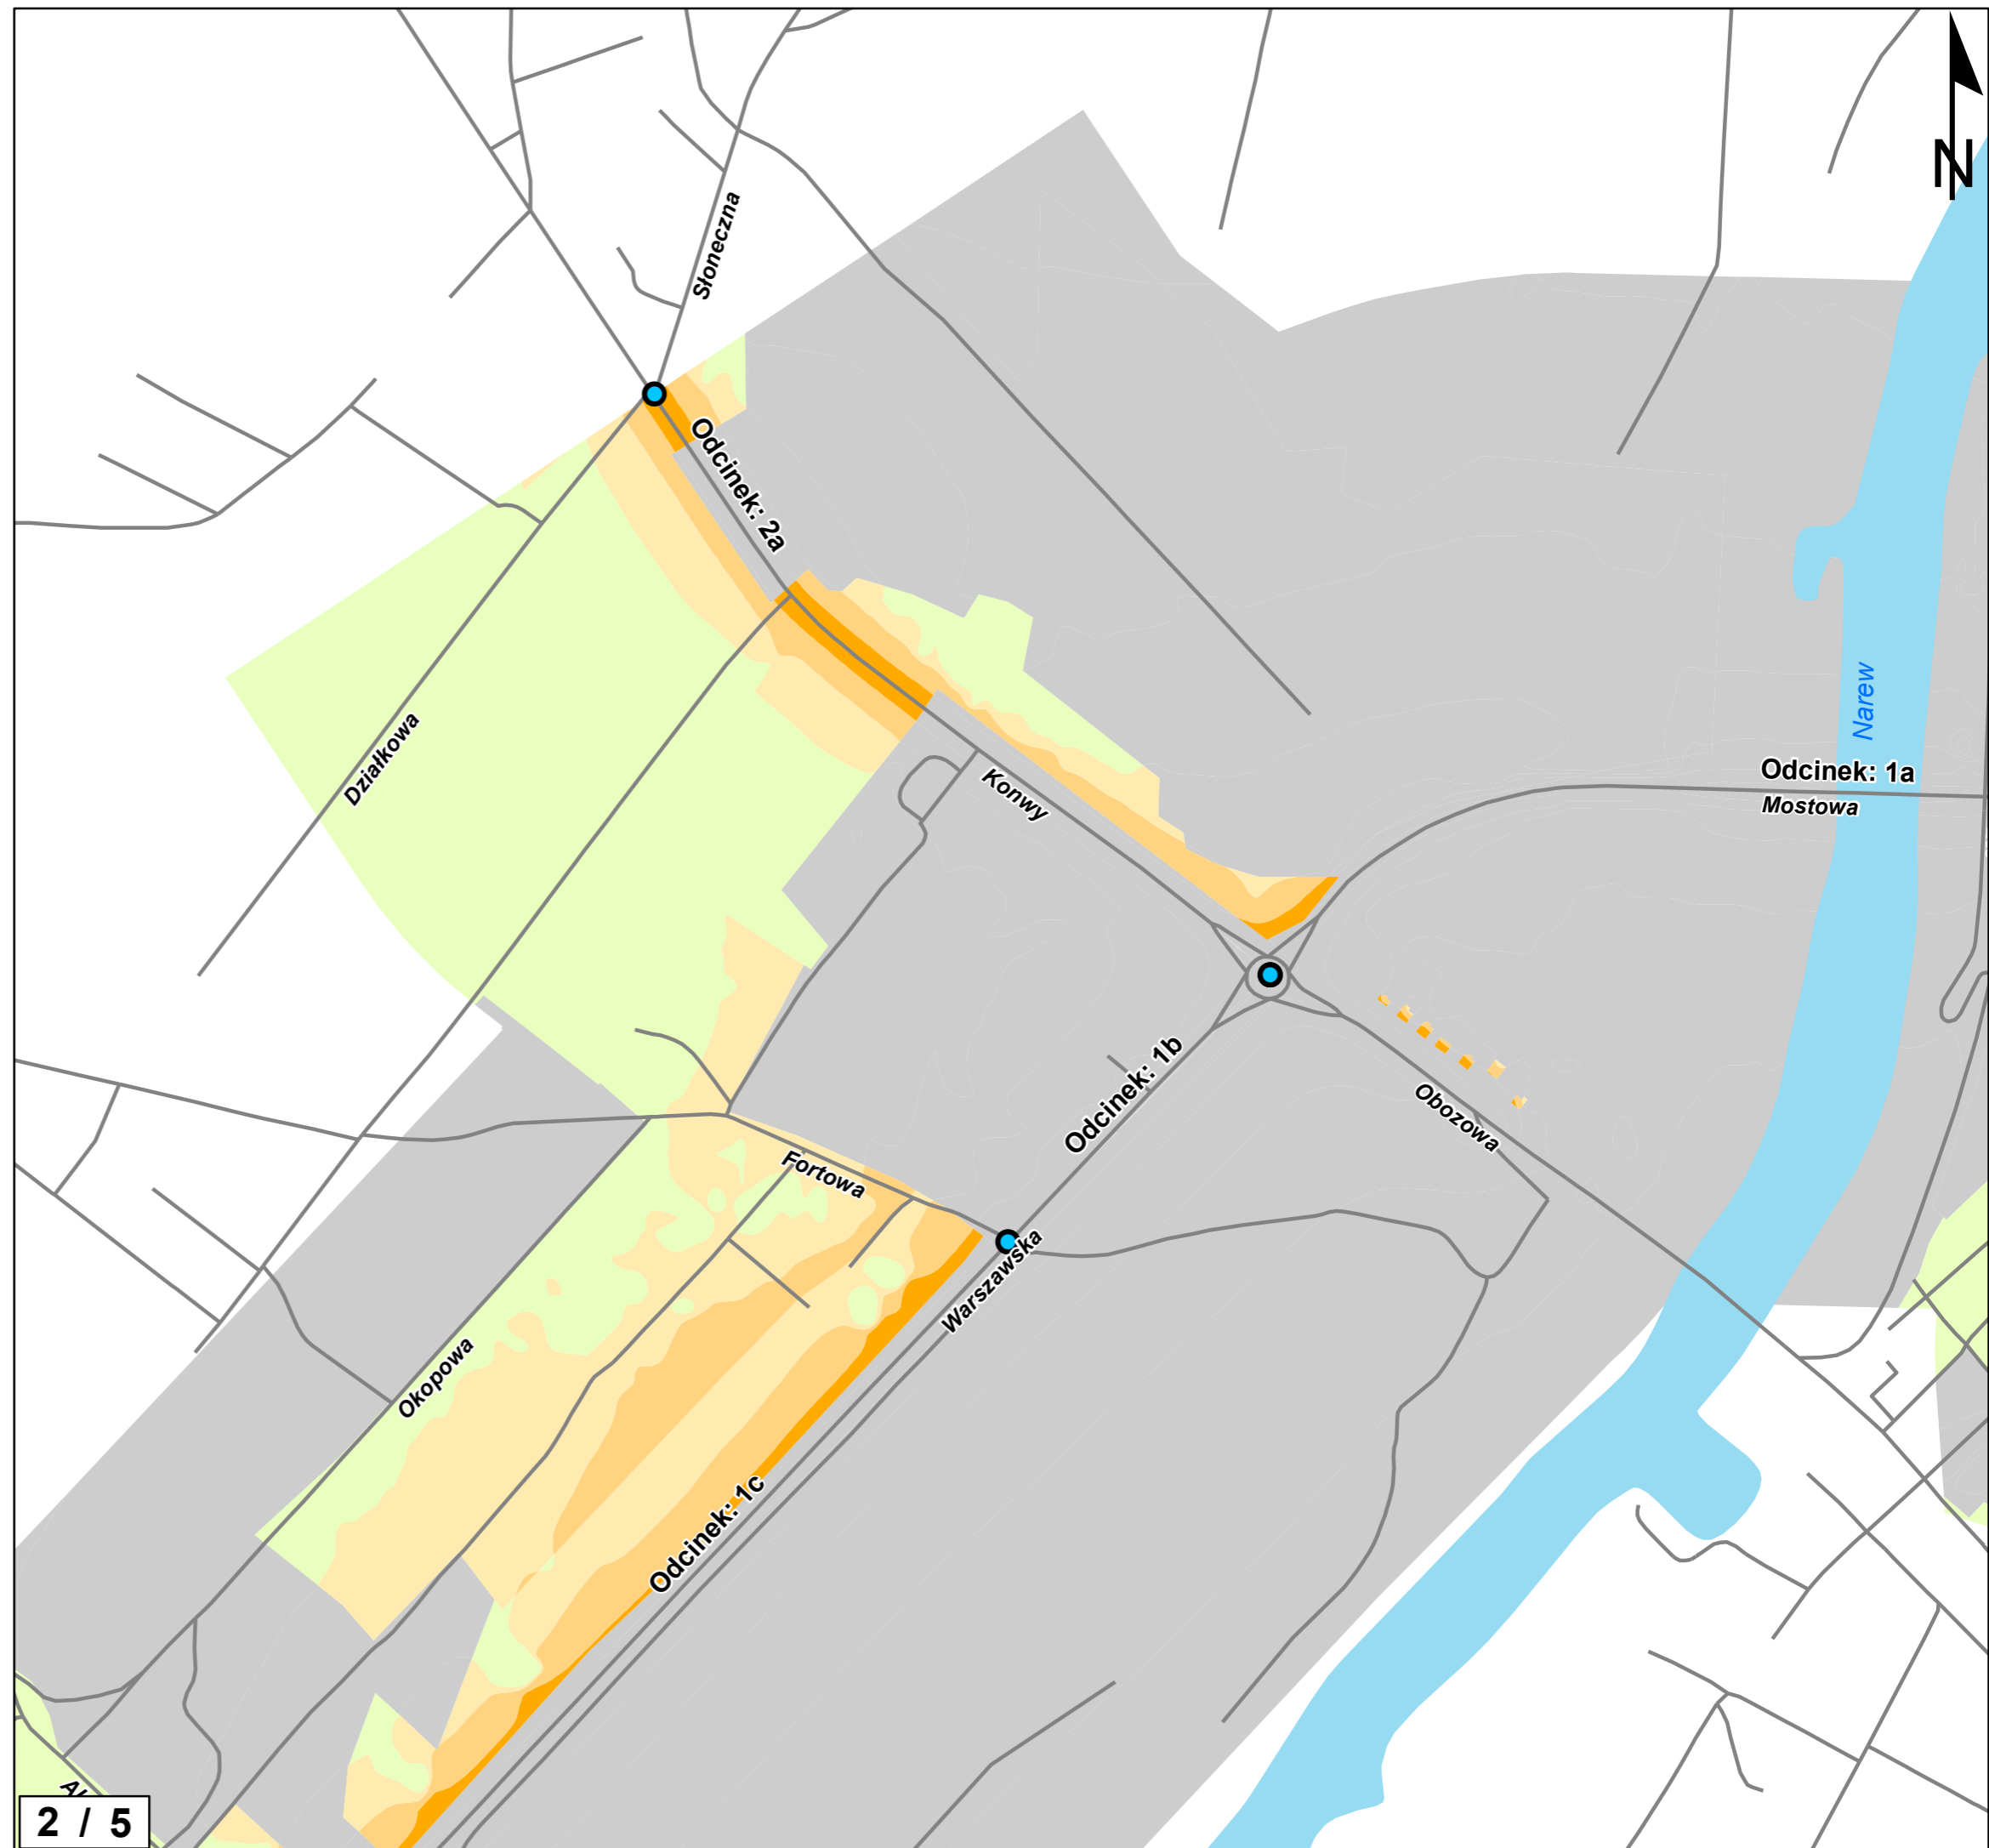 N
Słoneczna
Odcinek: 2a
Działkowa
Konwy
Narew
Odcinek: 1a
Mostowa
Odcinek: 1b
Obozowa
Fortowa
Warszawska
Okopowa
Odcinek: 1c
2 / 5